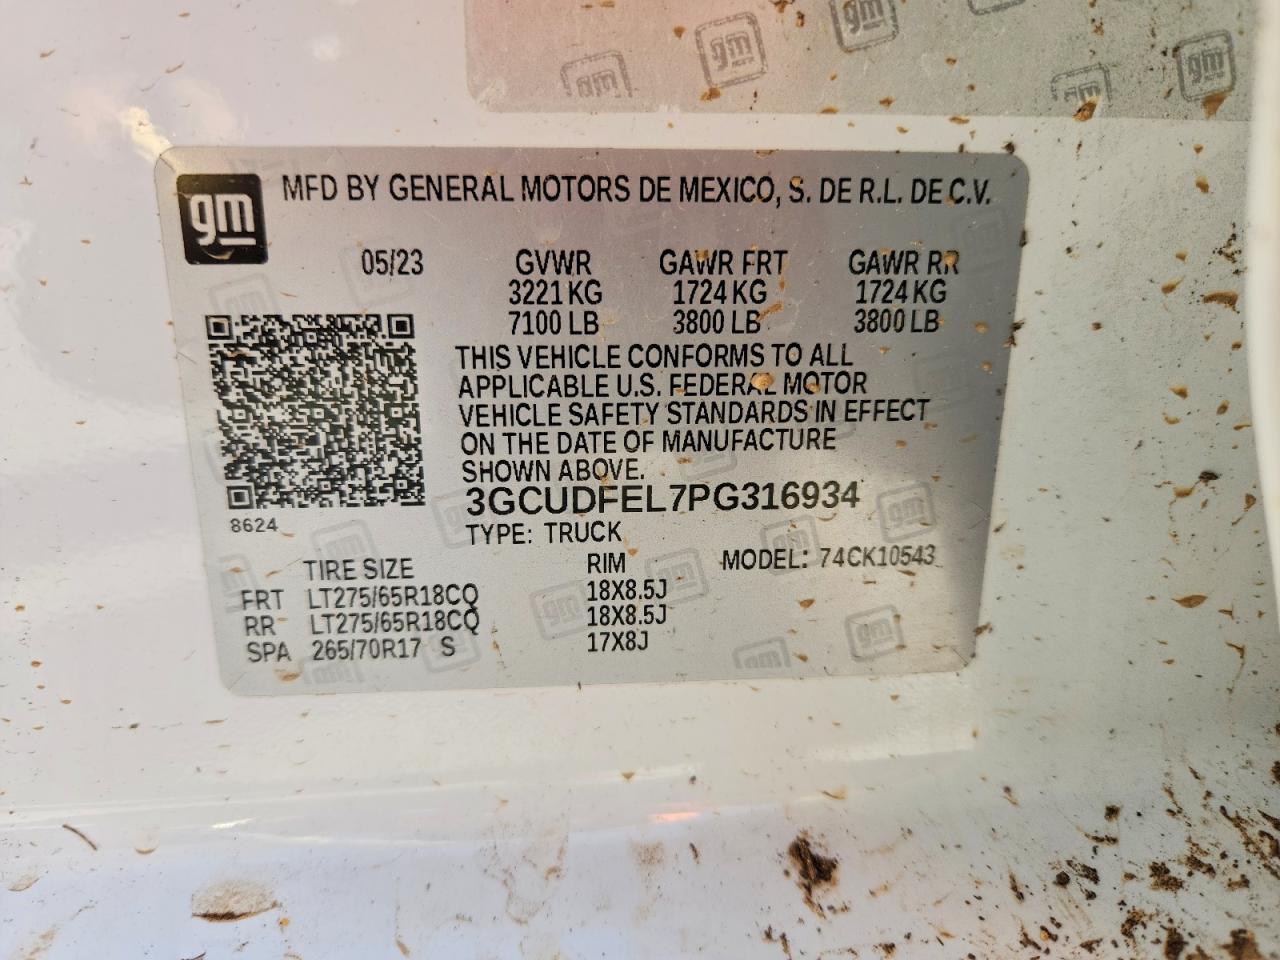 gm MFD BY GENERAL MOTORS DE MEXICO, S. DE R.L. DE C.V.
05/23 GVWR GAWR FRT GAWR RR
3221 KG 1724 KG 1724 KG
7100 LB 3800 LB 3800 LB
THIS VEHICLE CONFORMS TO ALL
APPLICABLE U.S. FEDERAL MOTOR
VEHICLE SAFETY STANDARDS IN EFFECT
ON THE DATE OF MANUFACTURE
SHOWN ABOVE.
3GCUDFEL7PG316934
8624
TYPE: TRUCK
TIRE SIZE RIM MODEL: 74CK10543
FRT LT275/65R18CQ 18X8.5J
RR LT275/65R18CQ 18X8.5J
SPA 265/70R17 S 17X8J